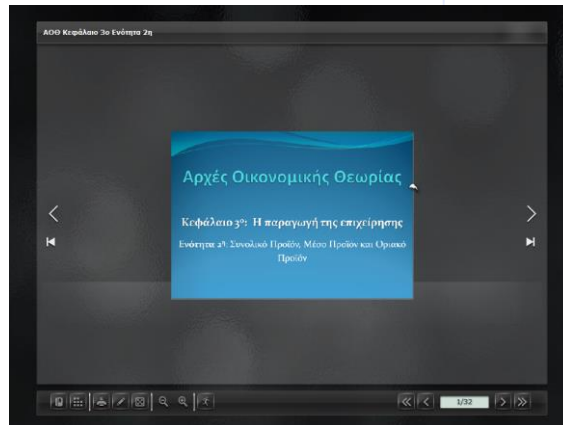 ΑΟΘ Κεφάλαιο 3ο Ενότητα 2η
Αρχές Οικονομικής Θεωρίας
Κεφάλαιο 3ο: Η παραγωγή της επιχείρησης
Ενότητα 2η: Συνολικό Προϊόν, Μέσο Προϊόν και Οριακό
Προϊόν
1/32